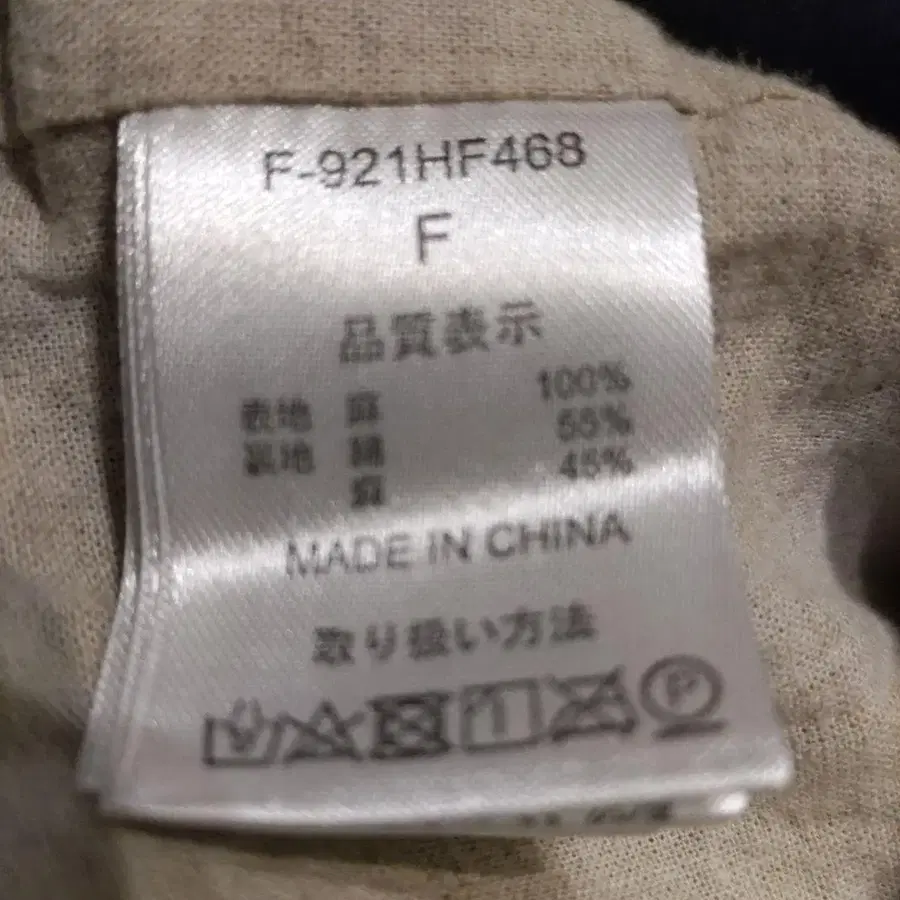 F-921HF468
F
品質表示
表地 麻 100%
裏地 綿 55%
麻 45%
MADE IN CHINA
取り扱い方法
P